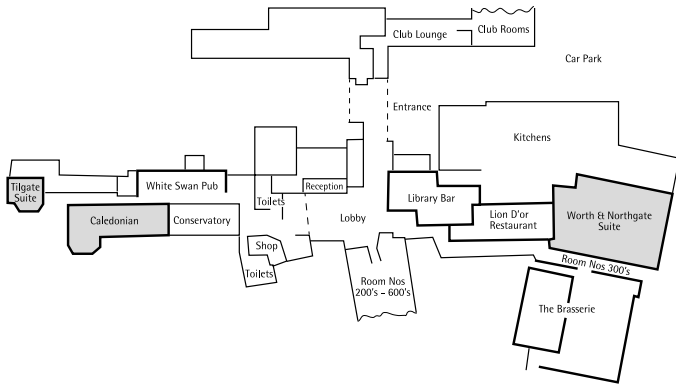 Club Lounge
Club Rooms
Car Park
Entrance
Kitchens
Tilgate
Suite
White Swan Pub
Toilets
Reception
Library Bar
Lion D'or
Restaurant
Worth & Northgate
Suite
Caledonian
Conservatory
Lobby
Shop
Toilets
Room Nos
200's - 600's
Room Nos 300's
The Brasserie